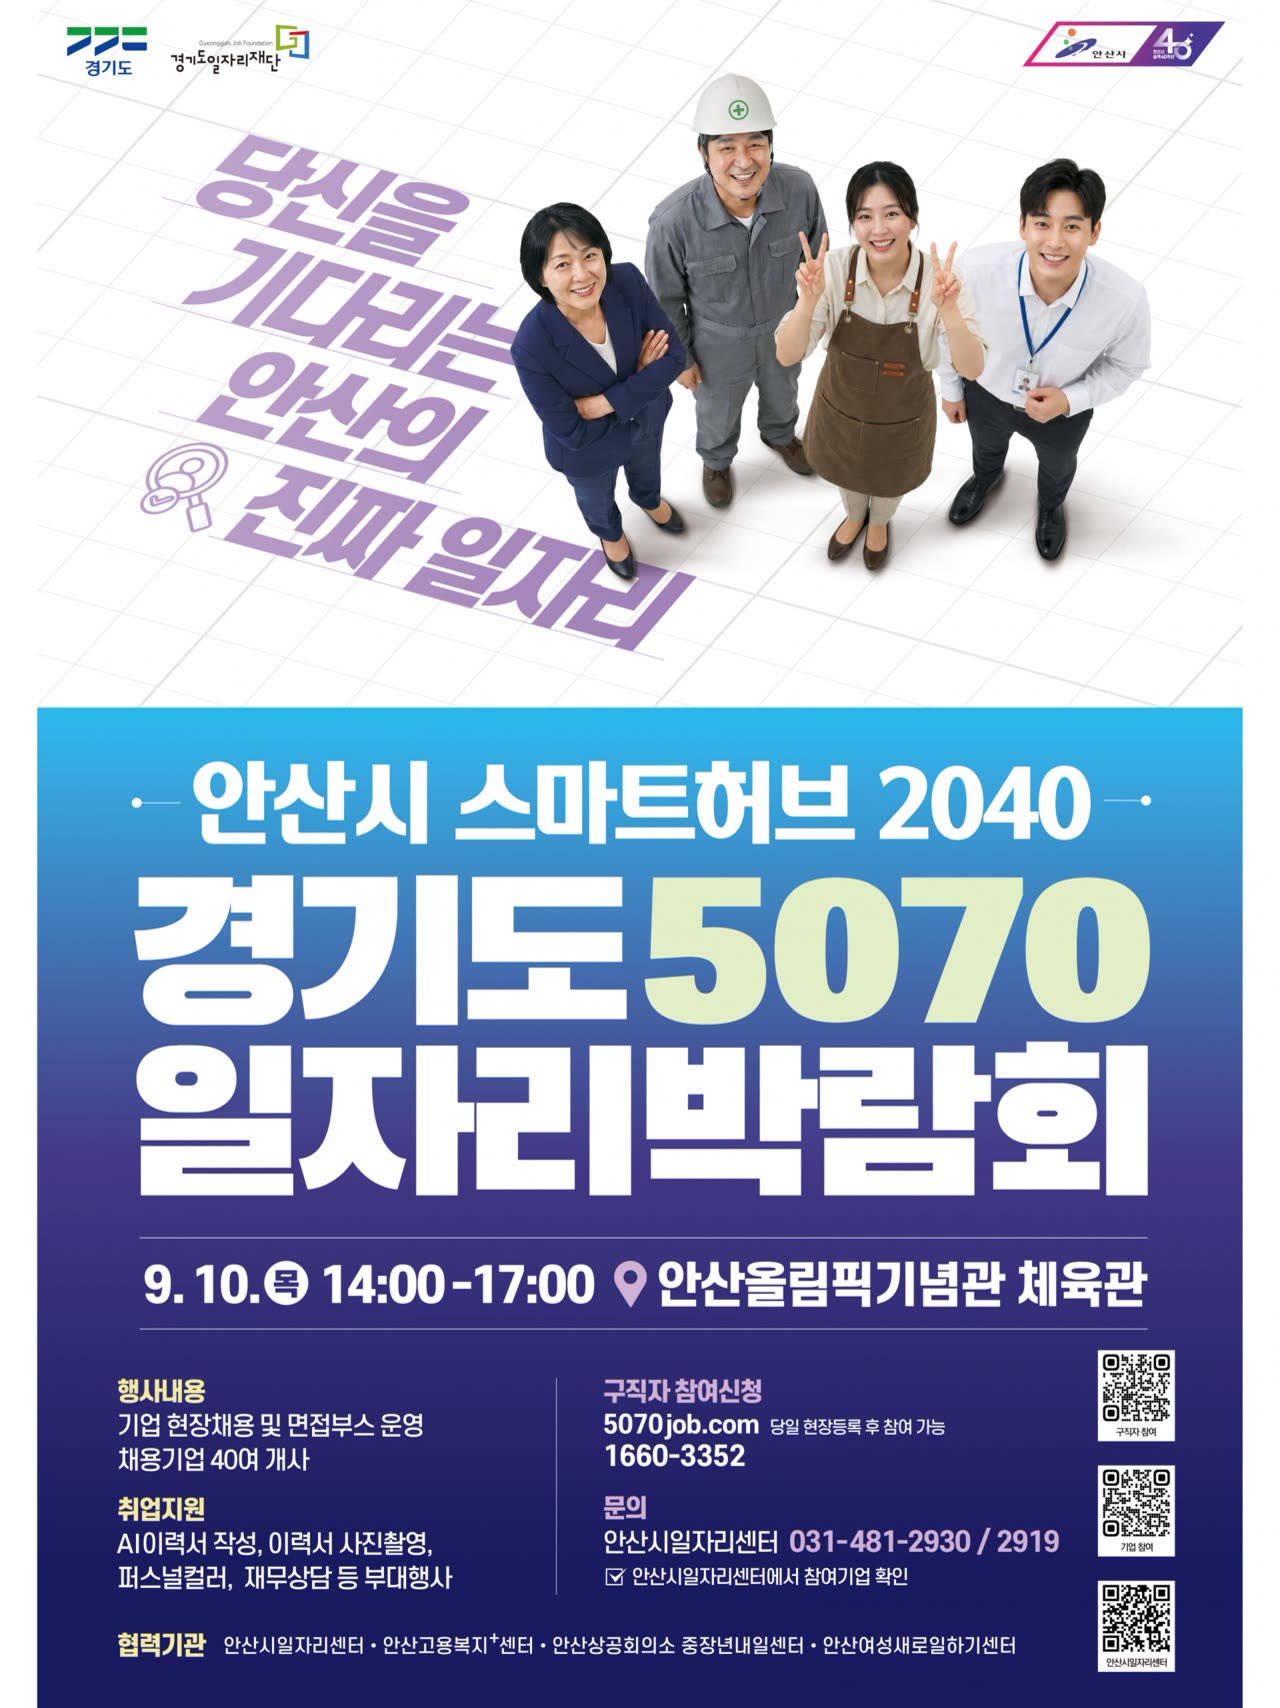 경기도
Gyeonggido Job Foundation
경기도일자리재단
안산시
당신을
기다리는
안산의
진짜 일자리
안산시 스마트허브 2040
경기도 5070
일자리박람회
9. 10. 목 14:00-17:00 안산올림픽기념관 체육관
행사내용
기업 현장채용 및 면접부스 운영
채용기업 40여 개사
취업지원
AI이력서 작성, 이력서 사진촬영,
퍼스널컬러, 재무상담 등 부대행사
구직자 참여신청
5070job.com 당일 현장등록 후 참여 가능
1660-3352
문의
안산시일자리센터 031-481-2930 / 2919
안산시일자리센터에서 참여기업 확인
구직자 참여
기업 참여
안산시일자리센터
협력기관 안산시일자리센터 • 안산고용복지+센터 • 안산상공회의소 중장년내일센터 • 안산여성새로일하기센터